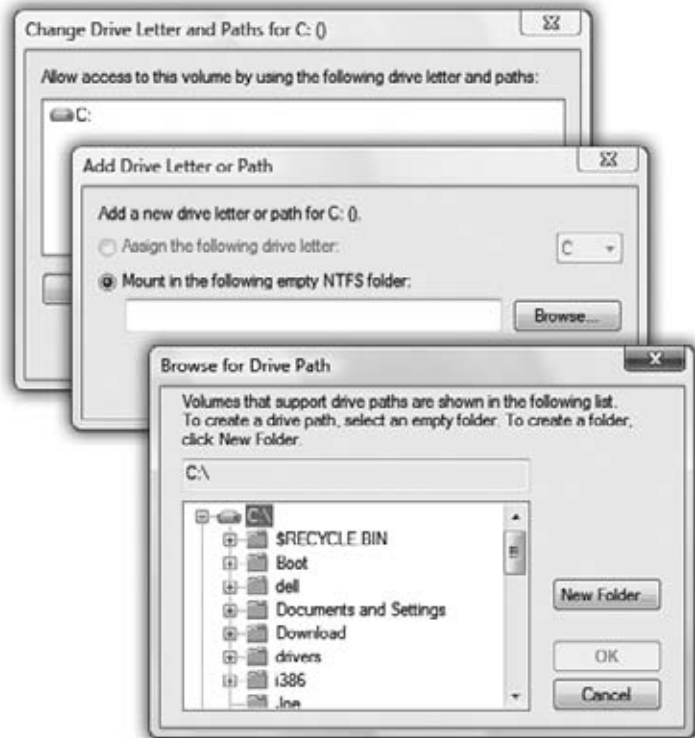 Change Drive Letter and Paths for C: ()
Allow access to this volume by using the following drive letter and paths:
C:
Add Drive Letter or Path
Add a new drive letter or path for C: ().
Assign the following drive letter:
C
Mount in the following empty NTFS folder:
Browse...
Browse for Drive Path
Volumes that support drive paths are shown in the following list.
To create a drive path, select an empty folder. To create a folder,
click New Folder.
C:\
C:\
$RECYCLE.BIN
Boot
dell
Documents and Settings
Download
drivers
i386
Joe
New Folder...
OK
Cancel